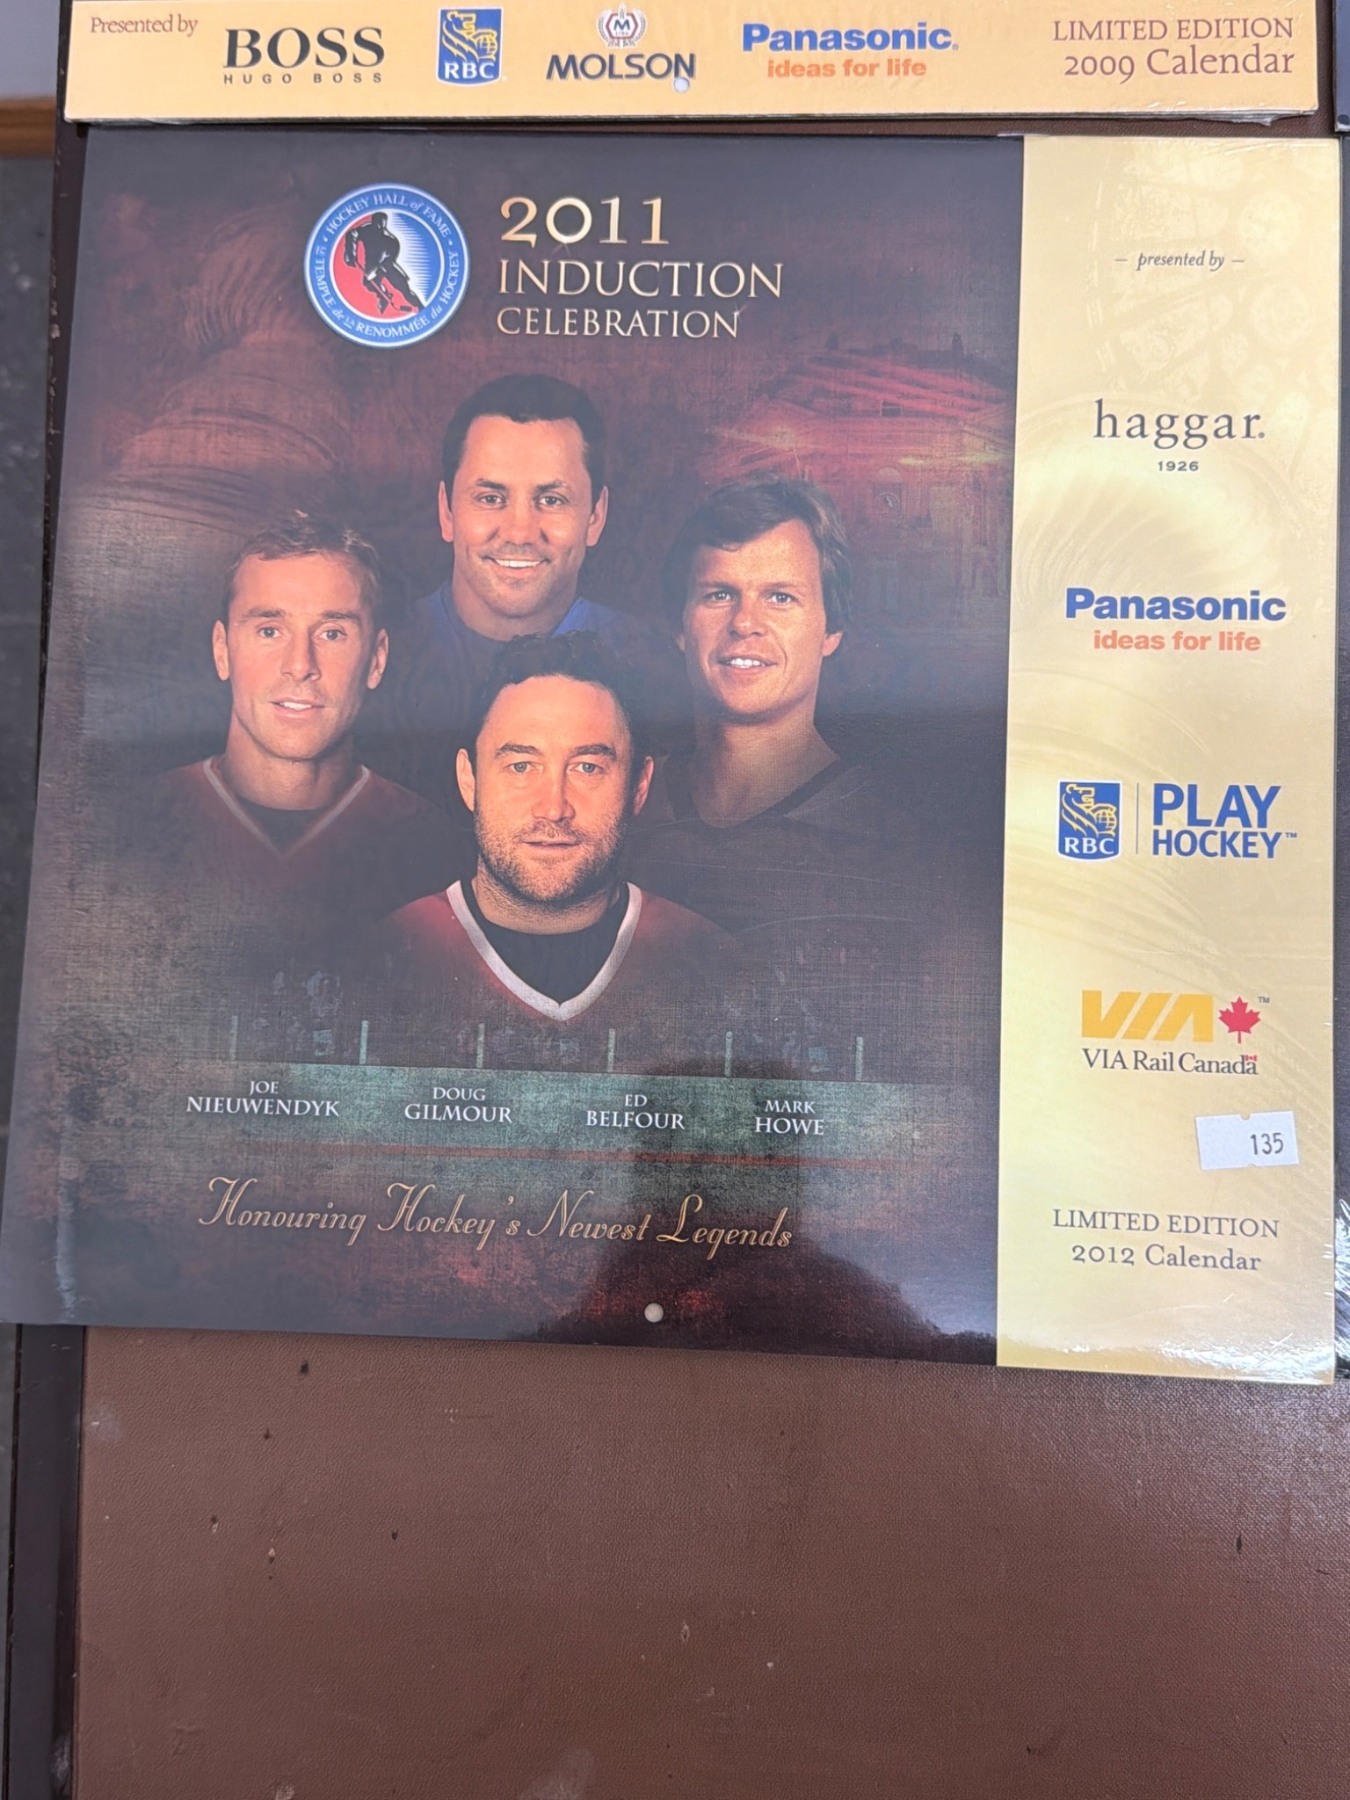 Presented by
BOSS
HUGO BOSS
RBC
M
MOLSON
Panasonic®
ideas for life
LIMITED EDITION
2009 Calendar
HOCKEY HALL of FAME
• TEMPLE de la RENOMMÉE du HOCKEY •
2011
INDUCTION
CELEBRATION
JOE
NIEUWENDYK
DOUG
GILMOUR
ED
BELFOUR
MARK
HOWE
Honouring Hockey's Newest Legends
– presented by –
haggar®
1926
Panasonic
ideas for life
RBC
PLAY
HOCKEY™
VIA™
VIA Rail Canada
135
LIMITED EDITION
2012 Calendar